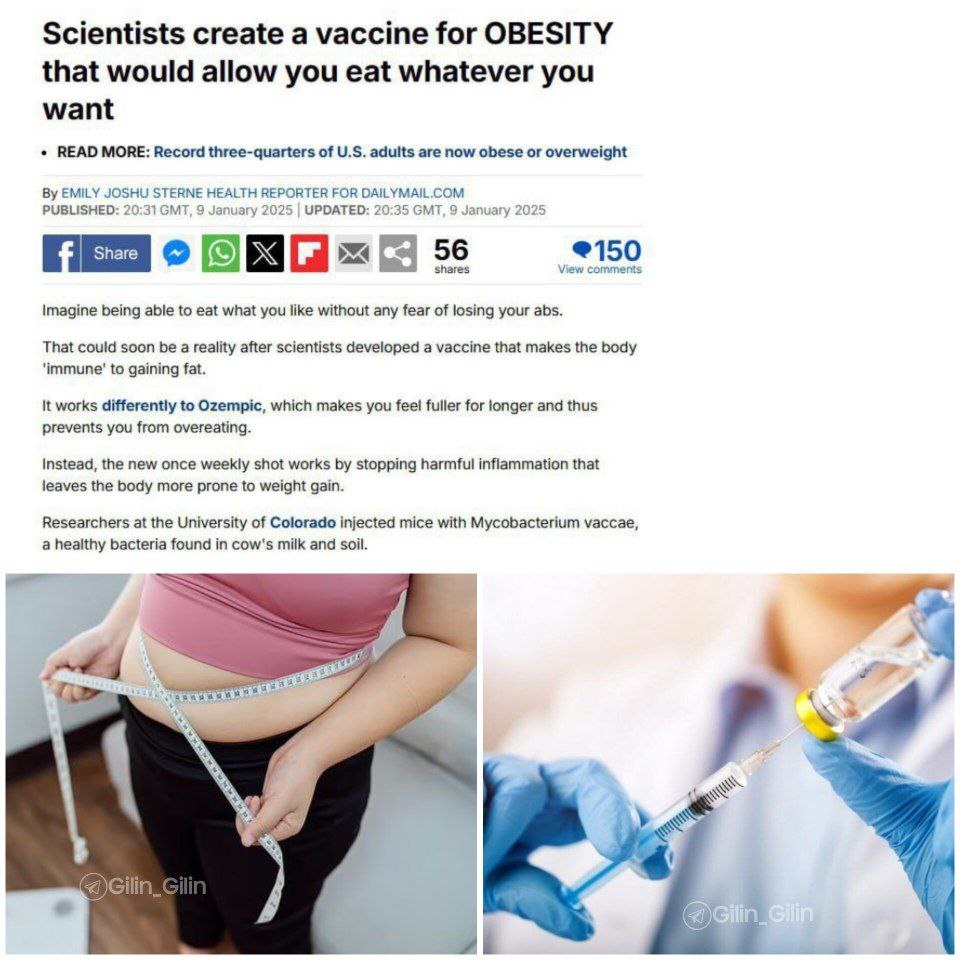 Scientists create a vaccine for OBESITY
that would allow you eat whatever you
want
• READ MORE: Record three-quarters of U.S. adults are now obese or overweight
By EMILY JOSHU STERNE HEALTH REPORTER FOR DAILYMAIL.COM
PUBLISHED: 20:31 GMT, 9 January 2025 | UPDATED: 20:35 GMT, 9 January 2025
f Share 56 shares 150 View comments
Imagine being able to eat what you like without any fear of losing your abs.
That could soon be a reality after scientists developed a vaccine that makes the body
'immune' to gaining fat.
It works differently to Ozempic, which makes you feel fuller for longer and thus
prevents you from overeating.
Instead, the new once weekly shot works by stopping harmful inflammation that
leaves the body more prone to weight gain.
Researchers at the University of Colorado injected mice with Mycobacterium vaccae,
a healthy bacteria found in cow's milk and soil.
Gilin_Gilin
Gilin_Gilin